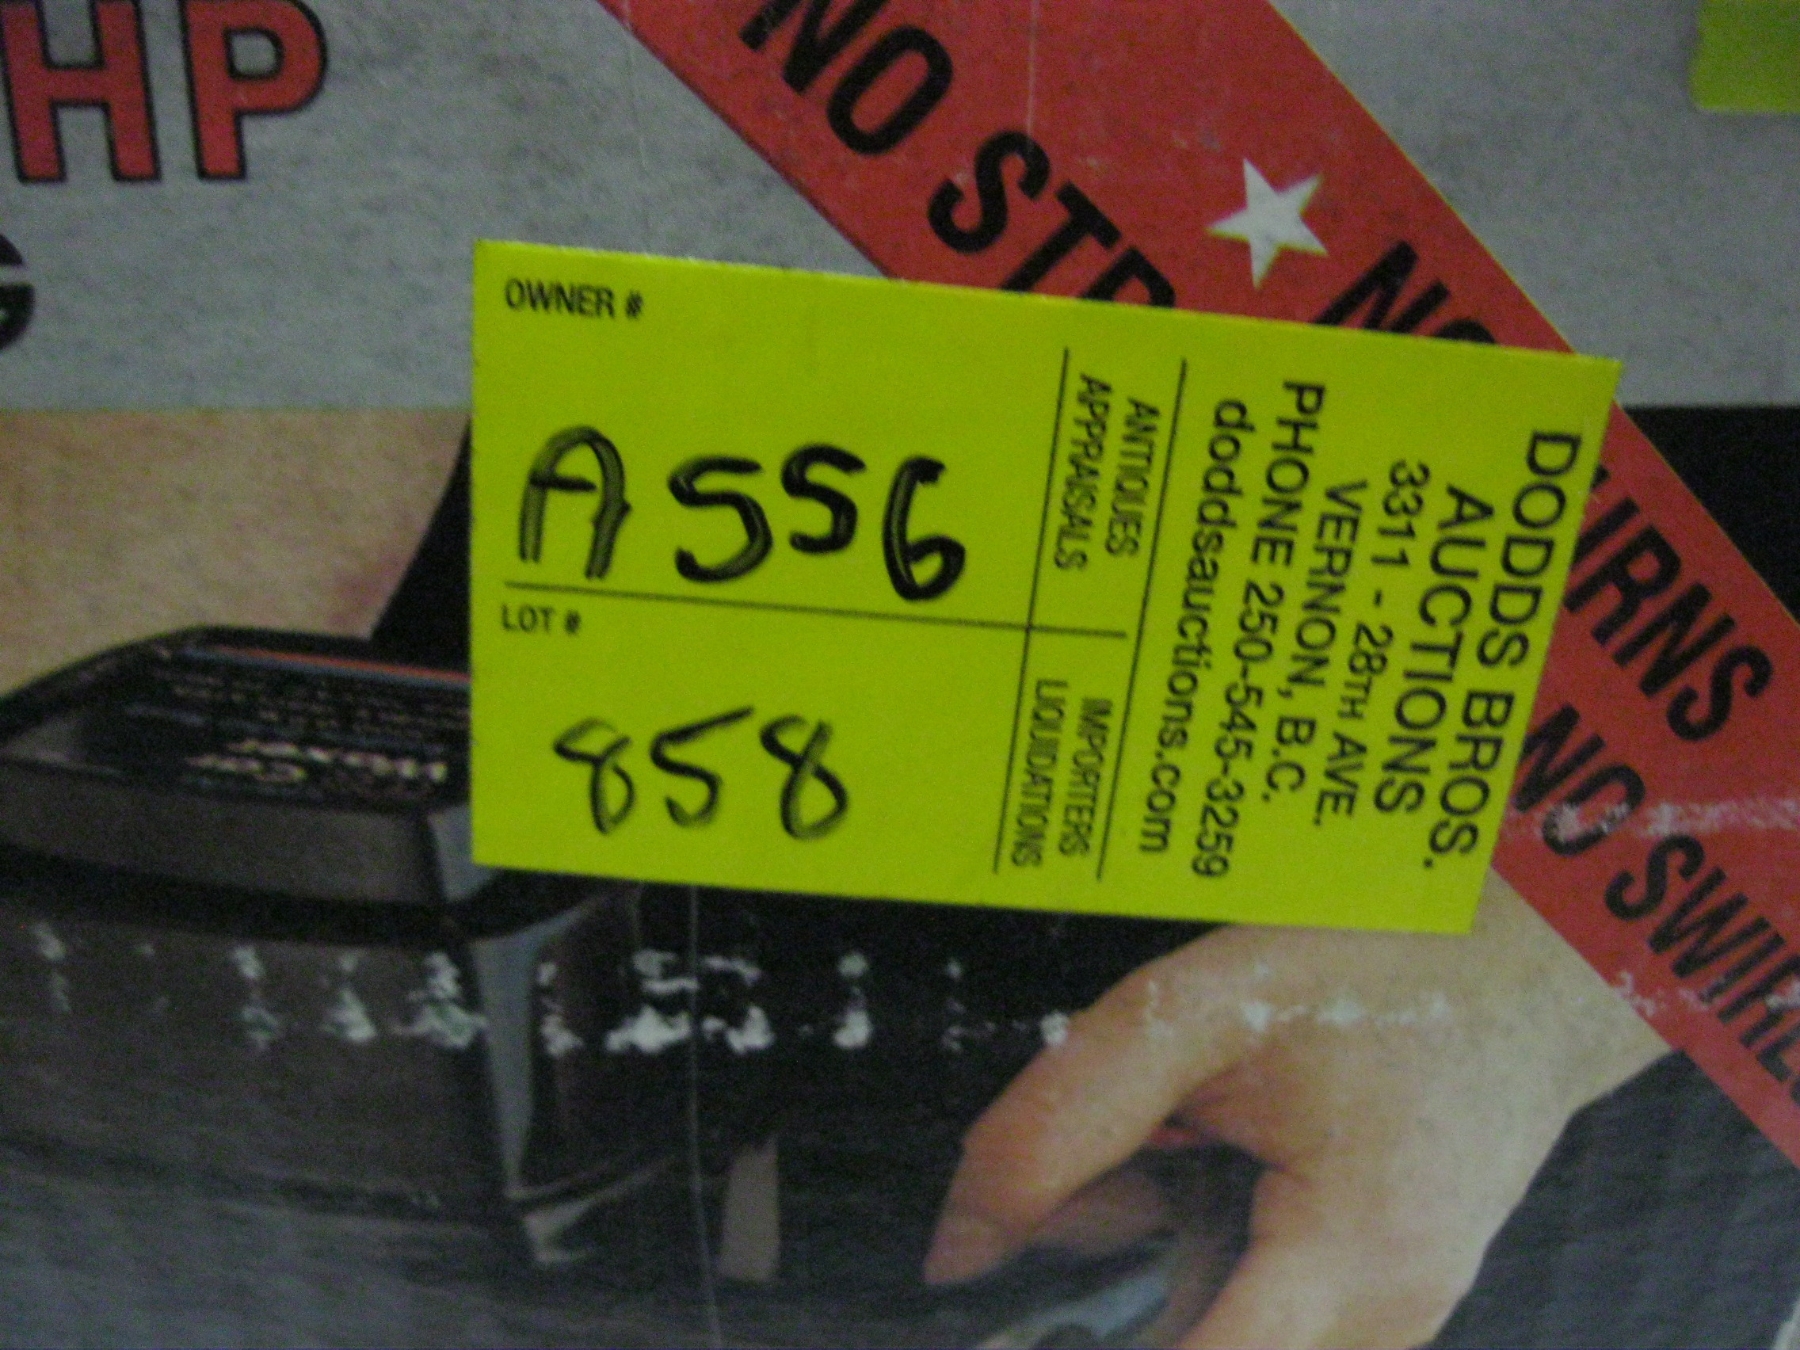 HP
G
NO STR
NO
URNS
NO SWIRL
OWNER #
A556
LOT #
858
ANTIQUES
APPRAISALS
IMPORTERS
LIQUIDATIONS
DODDS BROS.
AUCTIONS
3311 - 28TH AVE.
VERNON, B.C.
PHONE 250-545-3259
doddsauctions.com